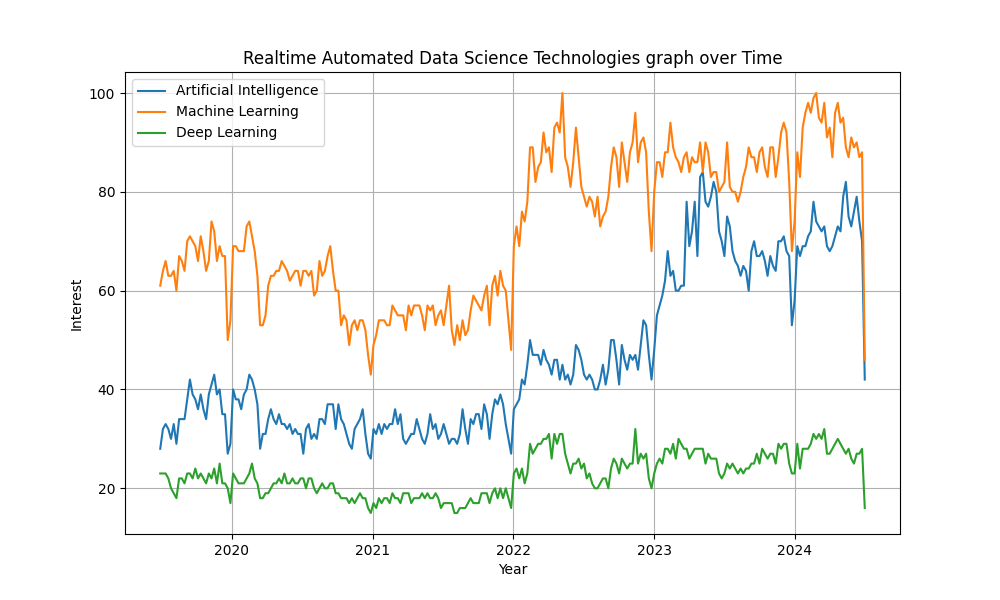 Realtime Automated Data Science Technologies graph over Time
Artificial Intelligence
Machine Learning
Deep Learning
100
80
60
40
20
Interest
2020 2021 2022 2023 2024
Year